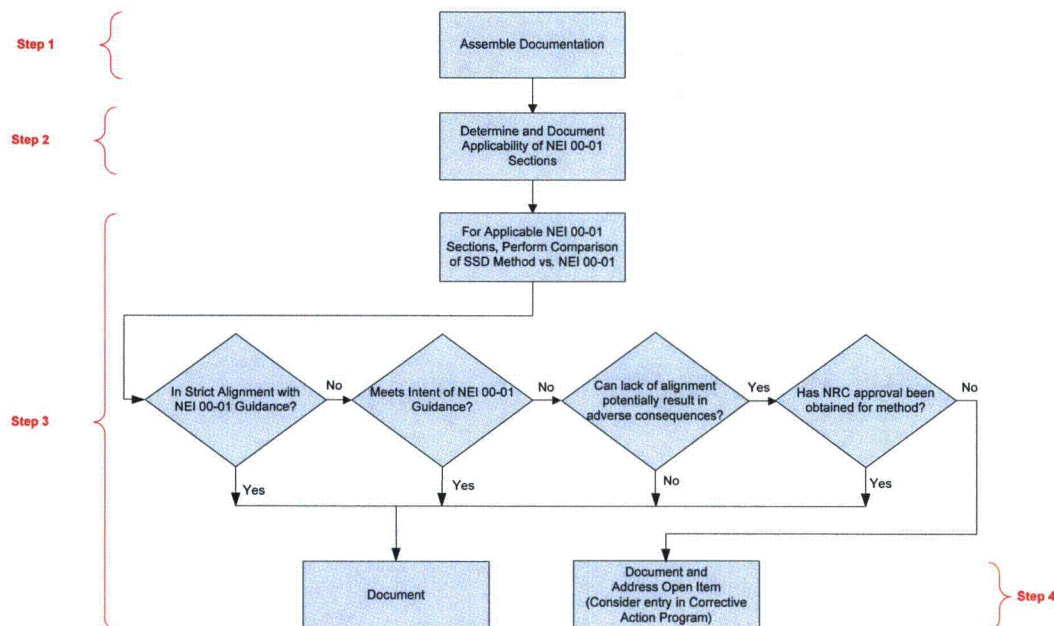 Step 1
Assemble Documentation
Step 2
Determine and Document
Applicability of NEI 00-01
Sections
For Applicable NEI 00-01
Sections, Perform Comparison
of SSD Method vs. NEI 00-01
Step 3
In Strict Alignment with
NEI 00-01 Guidance?
No
Meets Intent of NEI 00-01
Guidance?
No
Can lack of alignment
potentially result in
adverse consequences?
Yes
Has NRC approval been
obtained for method?
No
Yes
Yes
No
Yes
Document
Document and
Address Open Item
(Consider entry in Corrective
Action Program)
Step 4